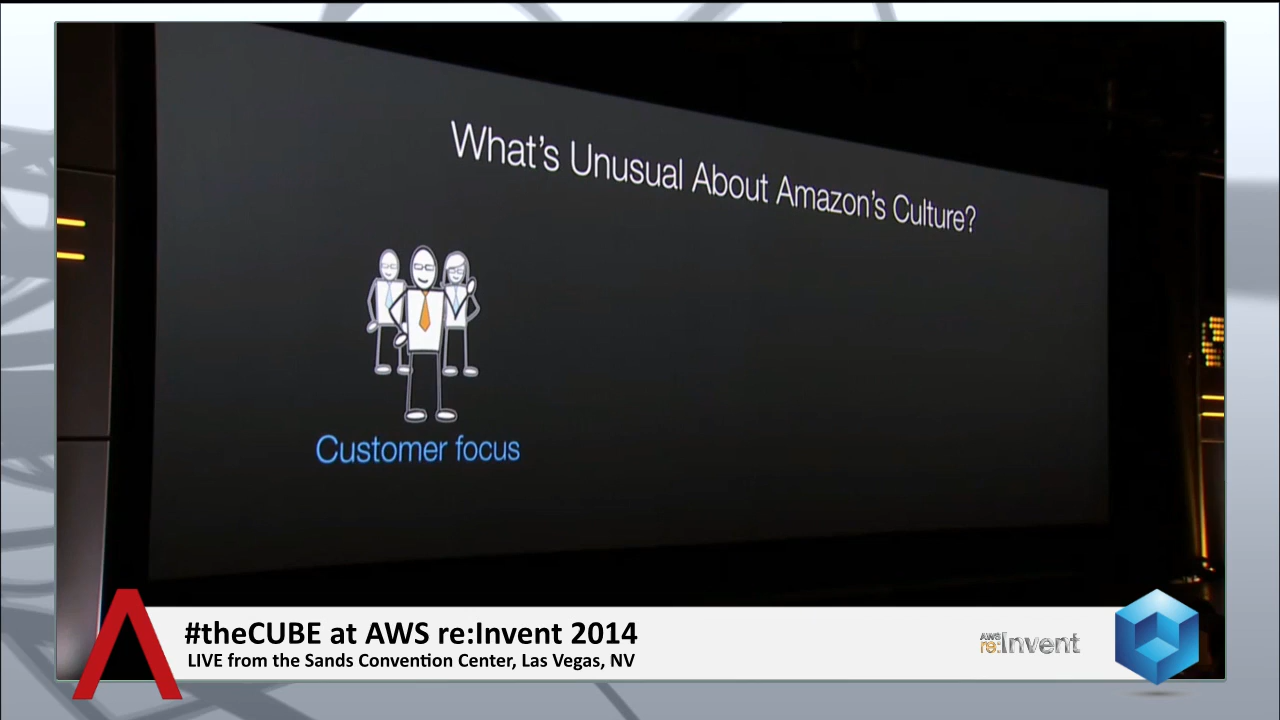 What's Unusual About Amazon's Culture?
Customer focus
#theCUBE at AWS re:Invent 2014
LIVE from the Sands Convention Center, Las Vegas, NV
AWS
re:Invent